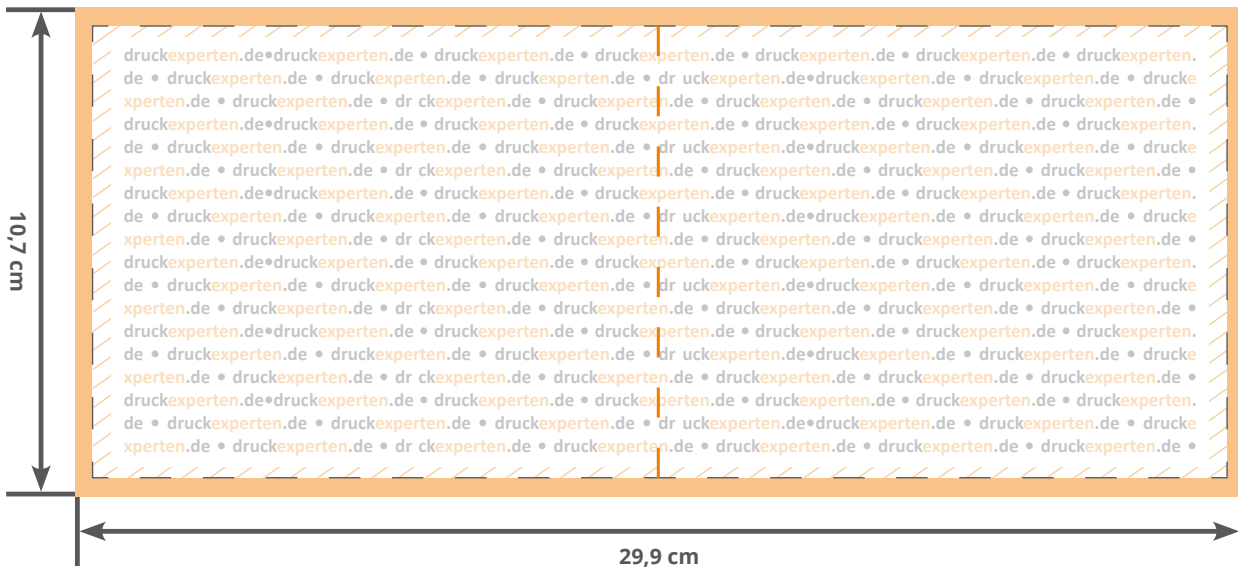 druckexperten.de•druckexperten.de • druckexperten.de • druckexperten.de • druckexperten.de • druckexperten.de • druckexperten.
de • druckexperten.de • druckexperten.de • druckexperten.de • dr uckexperten.de•druckexperten.de • druckexperten.de • drucke
xperten.de • druckexperten.de • dr ckexperten.de • druckexperten.de • druckexperten.de • druckexperten.de • druckexperten.de •
druckexperten.de•druckexperten.de • druckexperten.de • druckexperten.de • druckexperten.de • druckexperten.de • druckexperten.
de • druckexperten.de • druckexperten.de • druckexperten.de • dr uckexperten.de•druckexperten.de • druckexperten.de • drucke
xperten.de • druckexperten.de • dr ckexperten.de • druckexperten.de • druckexperten.de • druckexperten.de • druckexperten.de •
druckexperten.de•druckexperten.de • druckexperten.de • druckexperten.de • druckexperten.de • druckexperten.de • druckexperten.
de • druckexperten.de • druckexperten.de • druckexperten.de • dr uckexperten.de•druckexperten.de • druckexperten.de • drucke
xperten.de • druckexperten.de • dr ckexperten.de • druckexperten.de • druckexperten.de • druckexperten.de • druckexperten.de •
druckexperten.de•druckexperten.de • druckexperten.de • druckexperten.de • druckexperten.de • druckexperten.de • druckexperten.
de • druckexperten.de • druckexperten.de • druckexperten.de • dr uckexperten.de•druckexperten.de • druckexperten.de • drucke
xperten.de • druckexperten.de • dr ckexperten.de • druckexperten.de • druckexperten.de • druckexperten.de • druckexperten.de •
druckexperten.de•druckexperten.de • druckexperten.de • druckexperten.de • druckexperten.de • druckexperten.de • druckexperten.
de • druckexperten.de • druckexperten.de • druckexperten.de • dr uckexperten.de•druckexperten.de • druckexperten.de • drucke
xperten.de • druckexperten.de • dr ckexperten.de • druckexperten.de • druckexperten.de • druckexperten.de • druckexperten.de •
druckexperten.de•druckexperten.de • druckexperten.de • druckexperten.de • druckexperten.de • druckexperten.de • druckexperten.
de • druckexperten.de • druckexperten.de • druckexperten.de • dr uckexperten.de•druckexperten.de • druckexperten.de • drucke
xperten.de • druckexperten.de • dr ckexperten.de • druckexperten.de • druckexperten.de • druckexperten.de • druckexperten.de •
10,7 cm
29,9 cm